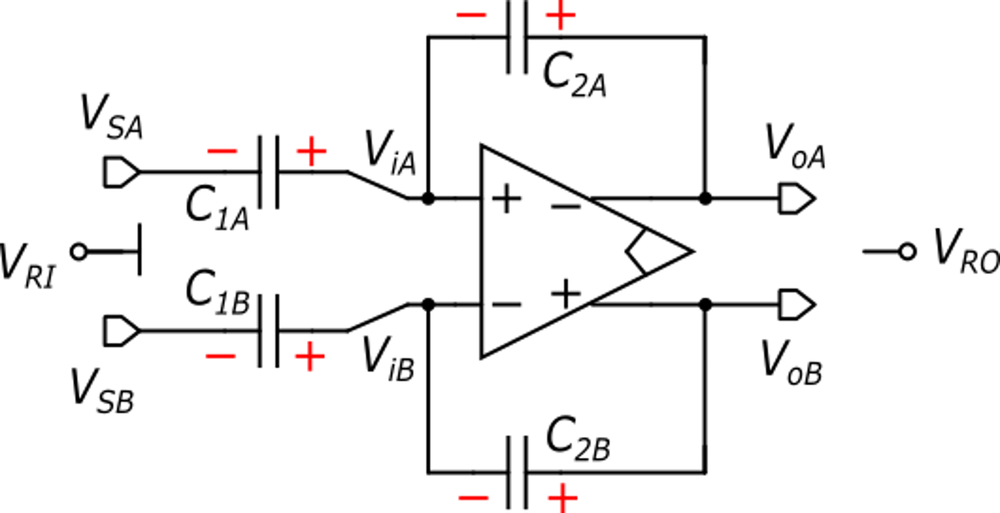 − +
C2A
VSA
− +
ViA
VoA
C1A
+ −
VRI
VRO
C1B
− +
− +
ViB
VoB
VSB
C2B
− +